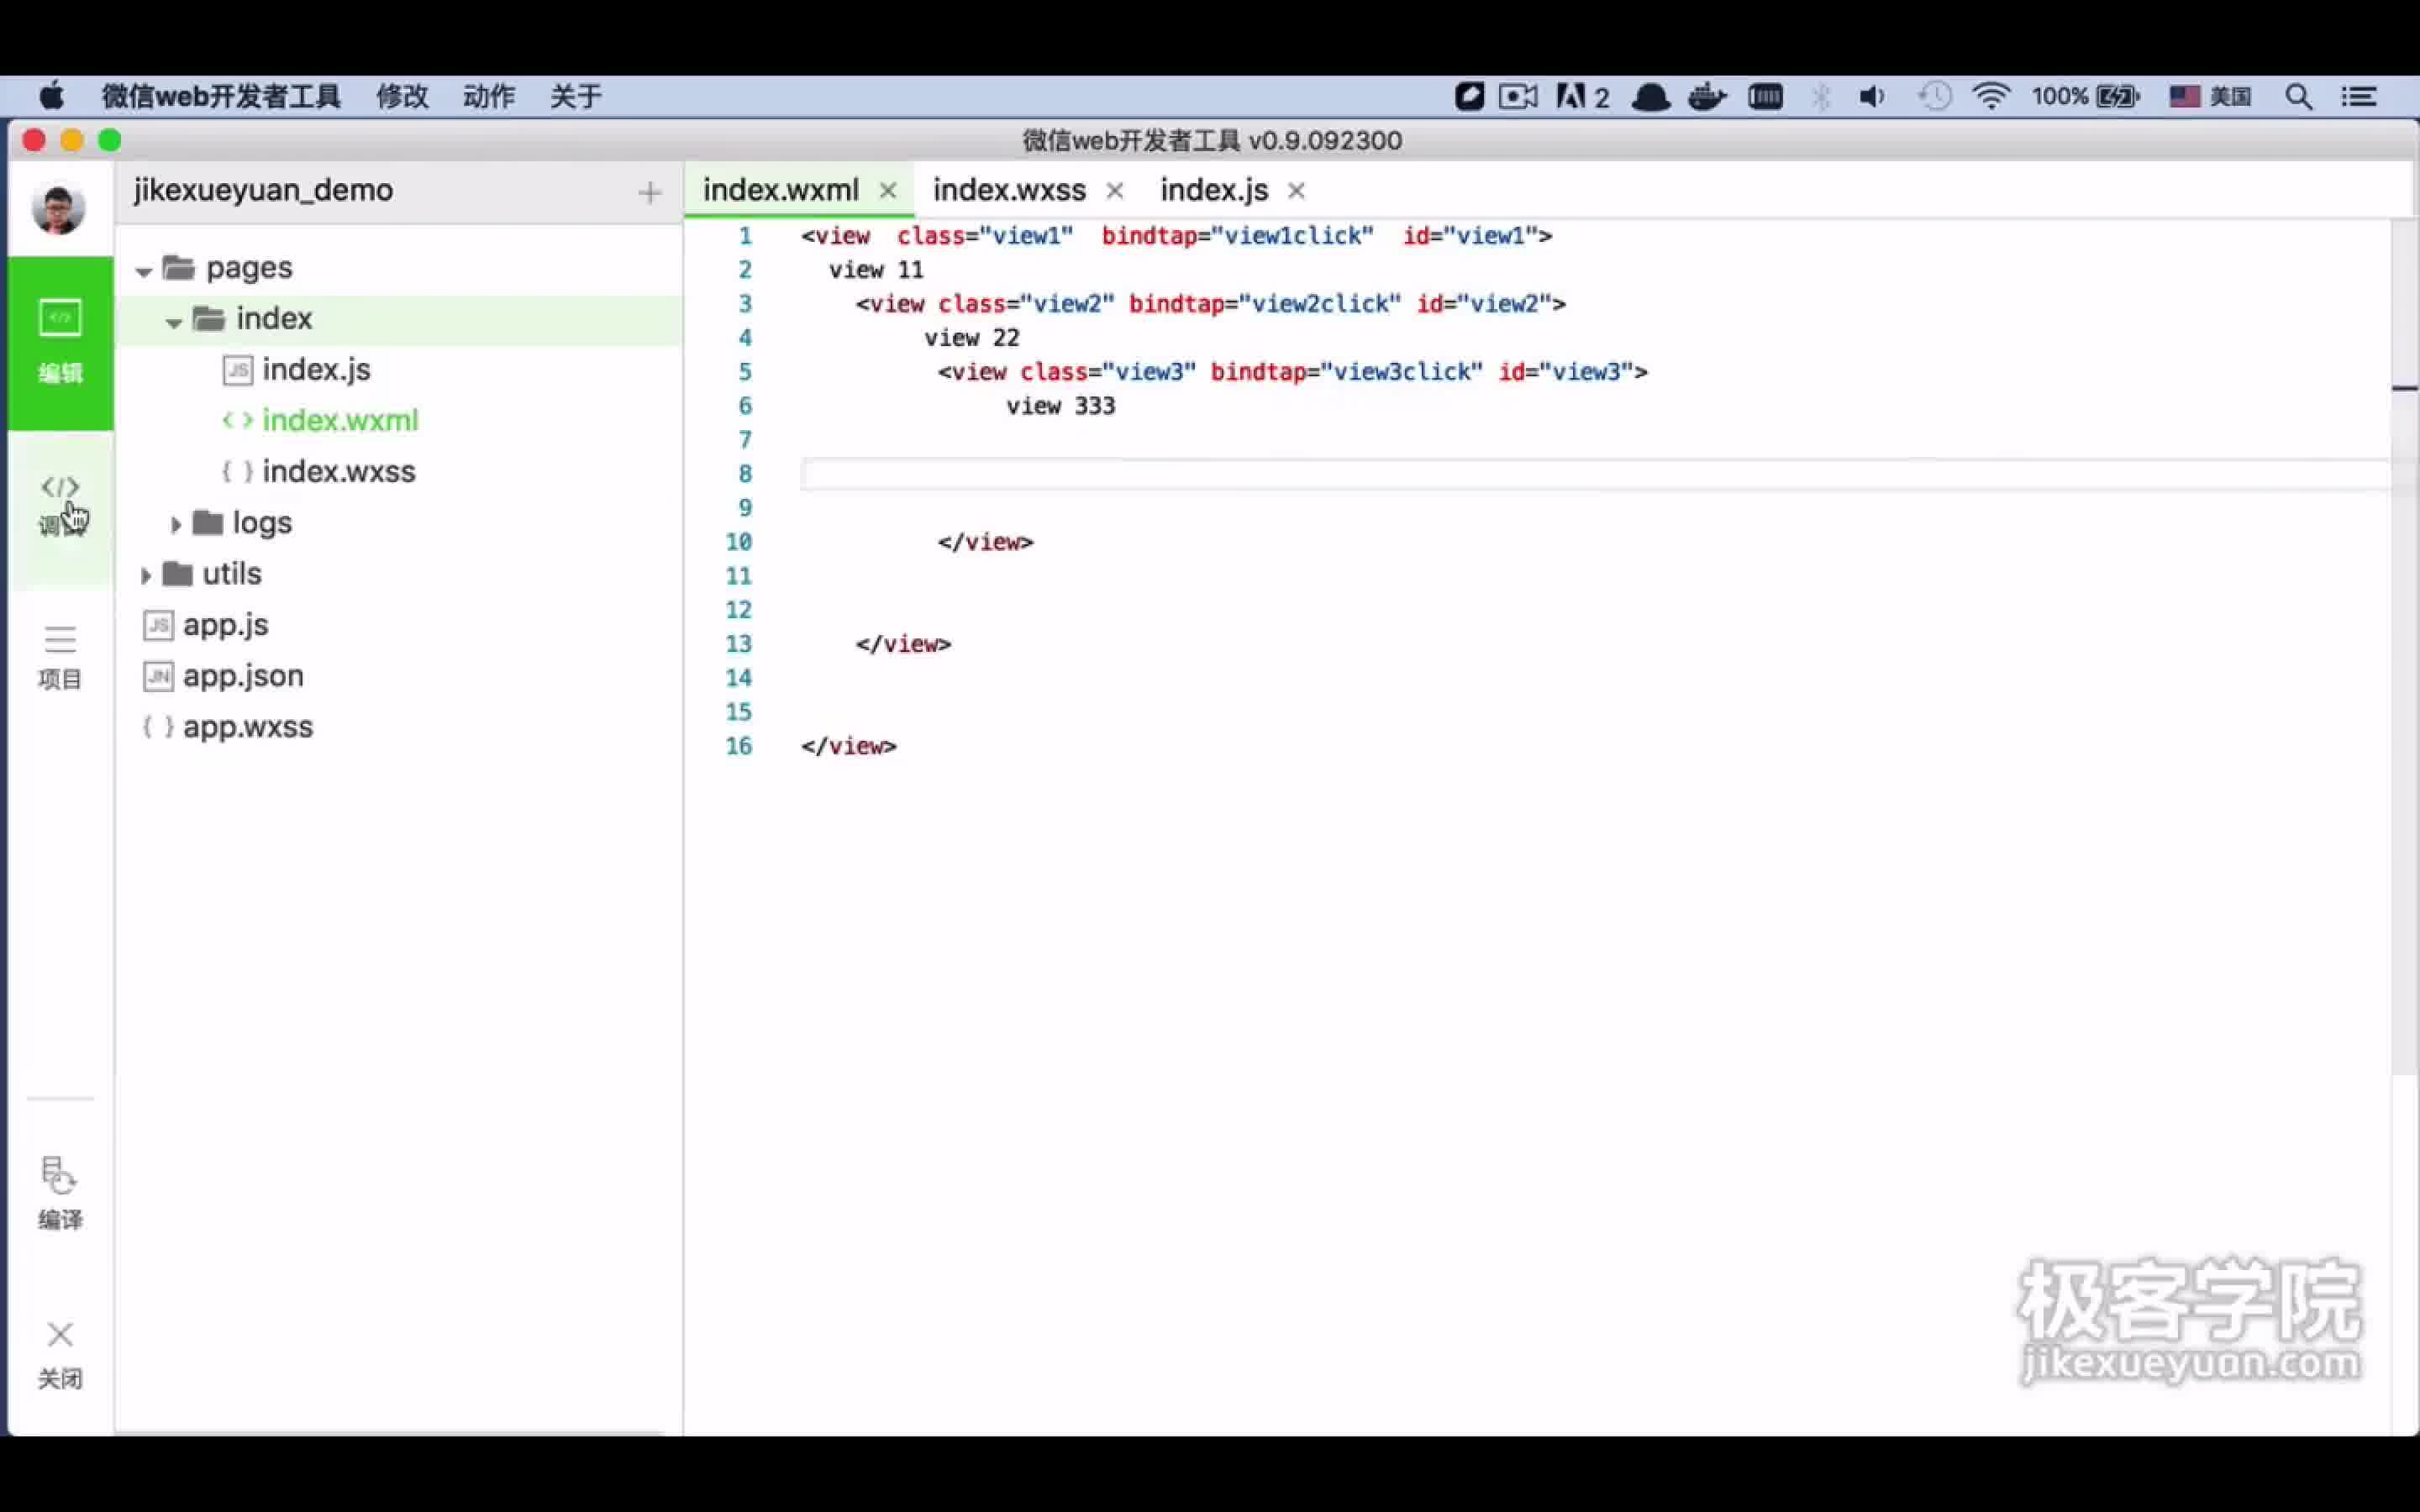 微信web开发者工具 修改 动作 关于 2 100% 美国
微信web开发者工具 v0.9.092300
jikexueyuan_demo
index.wxml
index.wxss
index.js
编辑
调试
项目
编译
关闭
pages
index
index.js
index.wxml
index.wxss
logs
utils
app.js
app.json
app.wxss
1 <view  class="view1"  bindtap="view1click"  id="view1">
2 view 11
3 <view class="view2" bindtap="view2click" id="view2">
4 view 22
5 <view class="view3" bindtap="view3click" id="view3">
6 view 333
7
8
9
10 </view>
11
12
13 </view>
14
15
16 </view>
极客学院
jikexueyuan.com